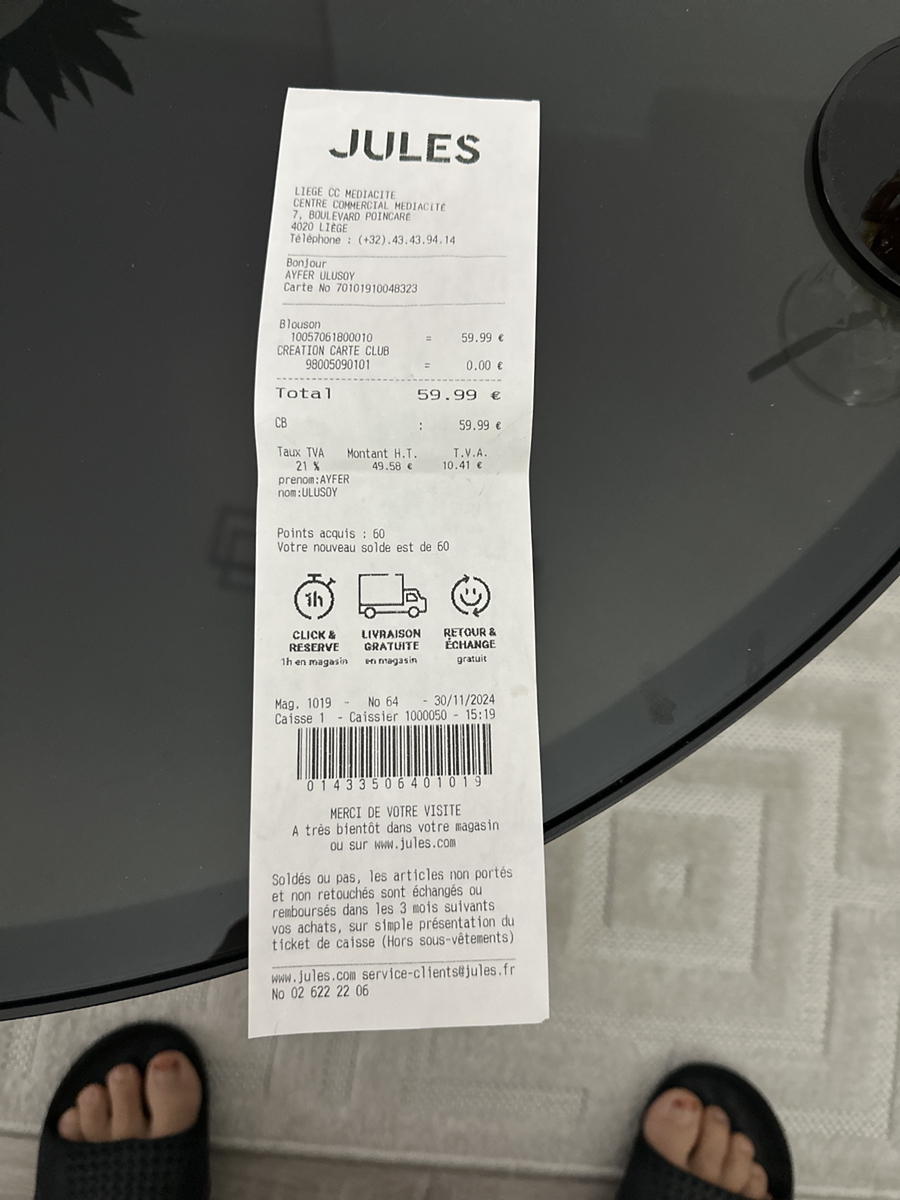 JULES
LIEGE CC MEDIACITE
CENTRE COMMERCIAL MEDIACITE
7, BOULEVARD POINCARÉ
4020 LIÈGE
Téléphone : (+32).43.43.94.14
Bonjour
AYFER ULUSOY
Carte No 70101910048323
Blouson
10057061800010 = 59.99 €
CREATION CARTE CLUB
98005090101 = 0.00 €
Total 59.99 €
CB : 59.99 €
Taux TVA Montant H.T. T.V.A.
21 % 49.58 € 10.41 €
prenom:AYFER
nom:ULUSOY
Points acquis : 60
Votre nouveau solde est de 60
1h
CLICK & RÉSERVE 1h en magasin
LIVRAISON GRATUITE en magasin
RETOUR & ÉCHANGE gratuit
Mag. 1019 - No 64 - 30/11/2024
Caisse 1 - Caissier 1000050 - 15:19
01433506401019
MERCI DE VOTRE VISITE
A très bientôt dans votre magasin
ou sur www.jules.com
Soldés ou pas, les articles non portés
et non retouchés sont échangés ou
remboursés dans les 3 mois suivants
vos achats, sur simple présentation du
ticket de caisse (Hors sous-vêtements)
www.jules.com service-clients@jules.fr
No 02 622 22 06